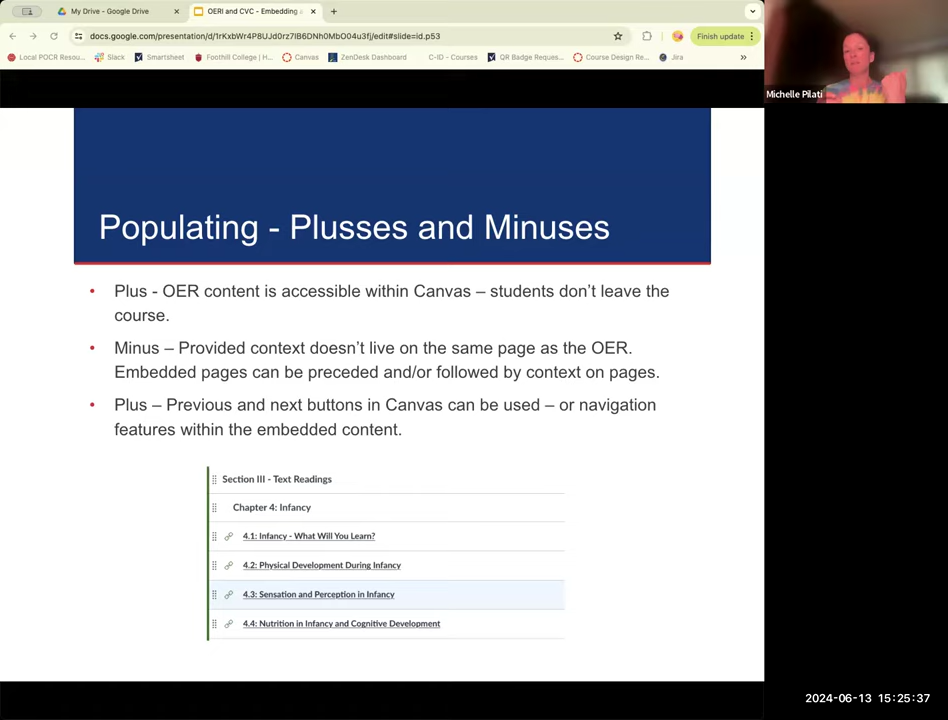 My Drive - Google Drive
OERI and CVC - Embedding a
docs.google.com/presentation/d/1rKxbWr4P8UJd0rz7IB6DNh0MbO04u3fj/edit#slide=id.p53
Finish update
Local POCR Resou...
Slack
Smartsheet
Foothill College | H...
Canvas
ZenDesk Dashboard
C-ID - Courses
QR Badge Reques...
Course Design Re...
Jira
Michelle Pilati
Populating - Plusses and Minuses
• Plus - OER content is accessible within Canvas – students don’t leave the
course.
• Minus – Provided context doesn’t live on the same page as the OER.
Embedded pages can be preceded and/or followed by context on pages.
• Plus – Previous and next buttons in Canvas can be used – or navigation
features within the embedded content.
Section III - Text Readings
Chapter 4: Infancy
4.1: Infancy - What Will You Learn?
4.2: Physical Development During Infancy
4.3: Sensation and Perception in Infancy
4.4: Nutrition in Infancy and Cognitive Development
2024-06-13 15:25:37